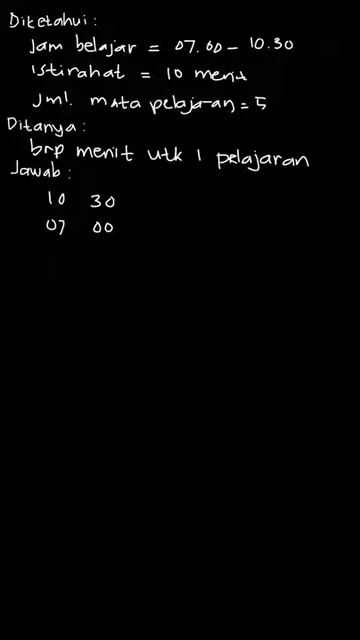 Diketahui:
Jam belajar = 07.00 - 10.30
istirahat = 10 menit
Jml. mata pelajaran = 5
Ditanya:
brp menit utk 1 pelajaran
Jawab:
10 30
07 00